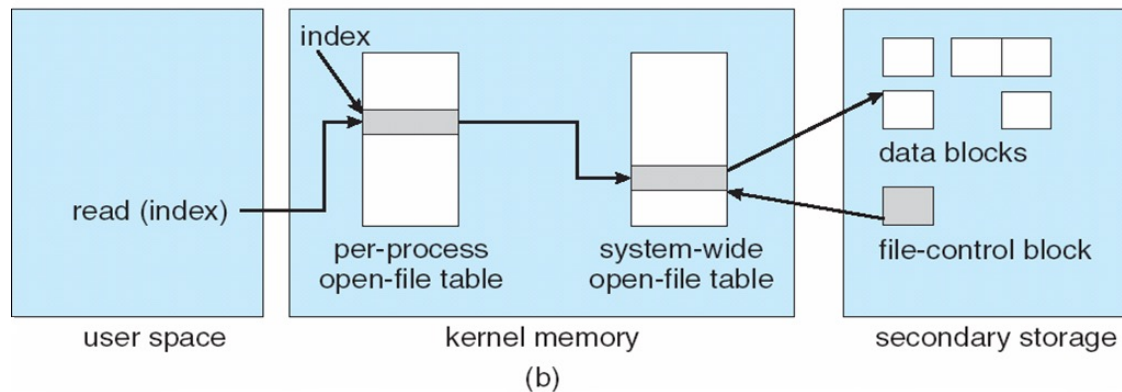 index
read (index)
per-process
open-file table
system-wide
open-file table
data blocks
file-control block
user space
kernel memory
secondary storage
(b)